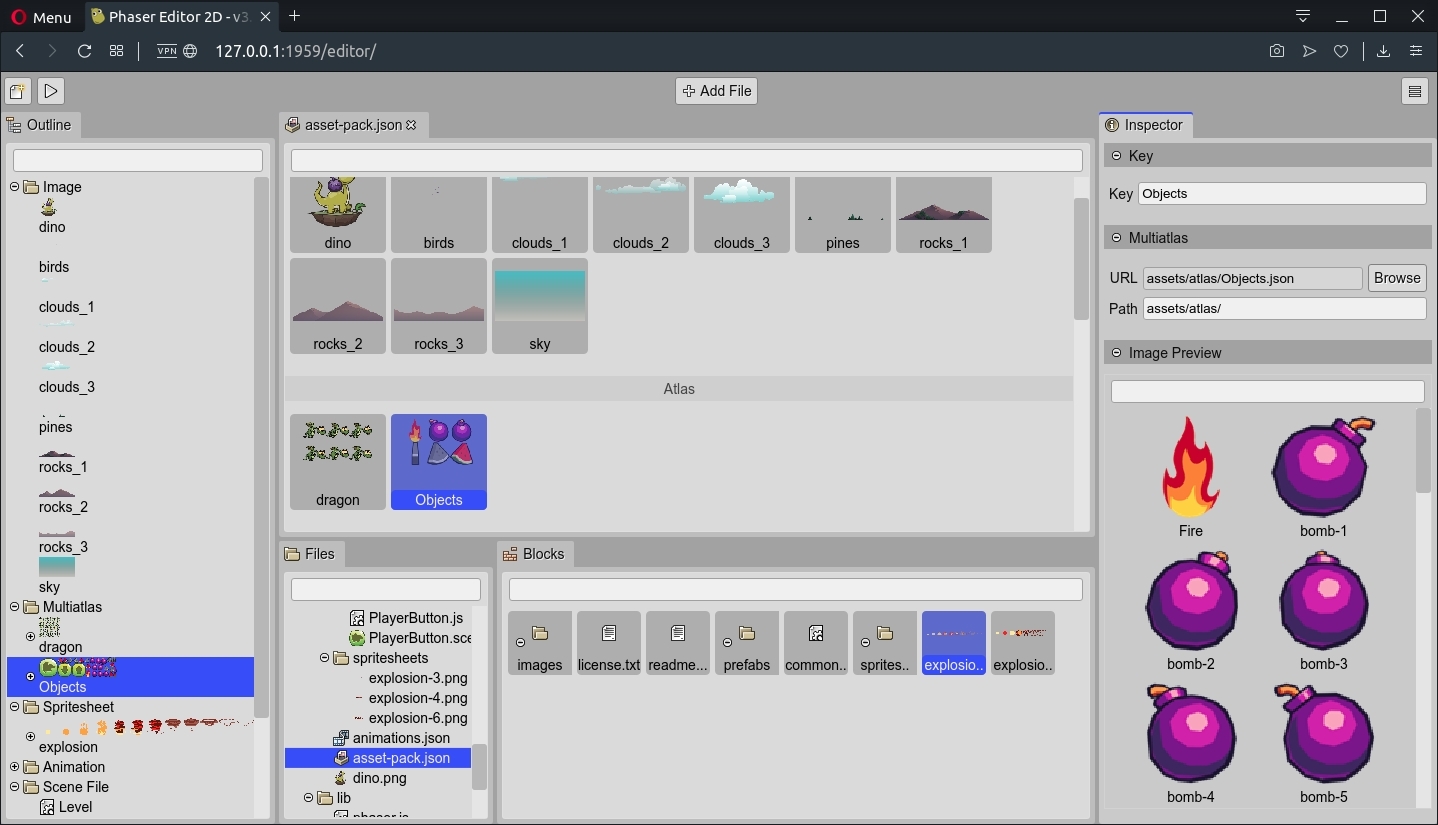 Menu
Phaser Editor 2D - v3.
127.0.0.1:1959/editor/
VPN
Add File
Outline
Image
dino
birds
clouds_1
clouds_2
clouds_3
pines
rocks_1
rocks_2
rocks_3
sky
Multiatlas
dragon
Objects
Spritesheet
explosion
Animation
Scene File
Level
asset-pack.json
dino birds clouds_1 clouds_2 clouds_3 pines rocks_1
rocks_2 rocks_3 sky
Atlas
dragon Objects
Files
PlayerButton.js
PlayerButton.sce
spritesheets
explosion-3.png
explosion-4.png
explosion-6.png
animations.json
asset-pack.json
dino.png
lib
phaser.js
Blocks
images license.txt readme... prefabs common.. sprites.. explosio.. explosio..
Inspector
Key
Key Objects
Multiatlas
URL assets/atlas/Objects.json Browse
Path assets/atlas/
Image Preview
Fire bomb-1
bomb-2 bomb-3
bomb-4 bomb-5